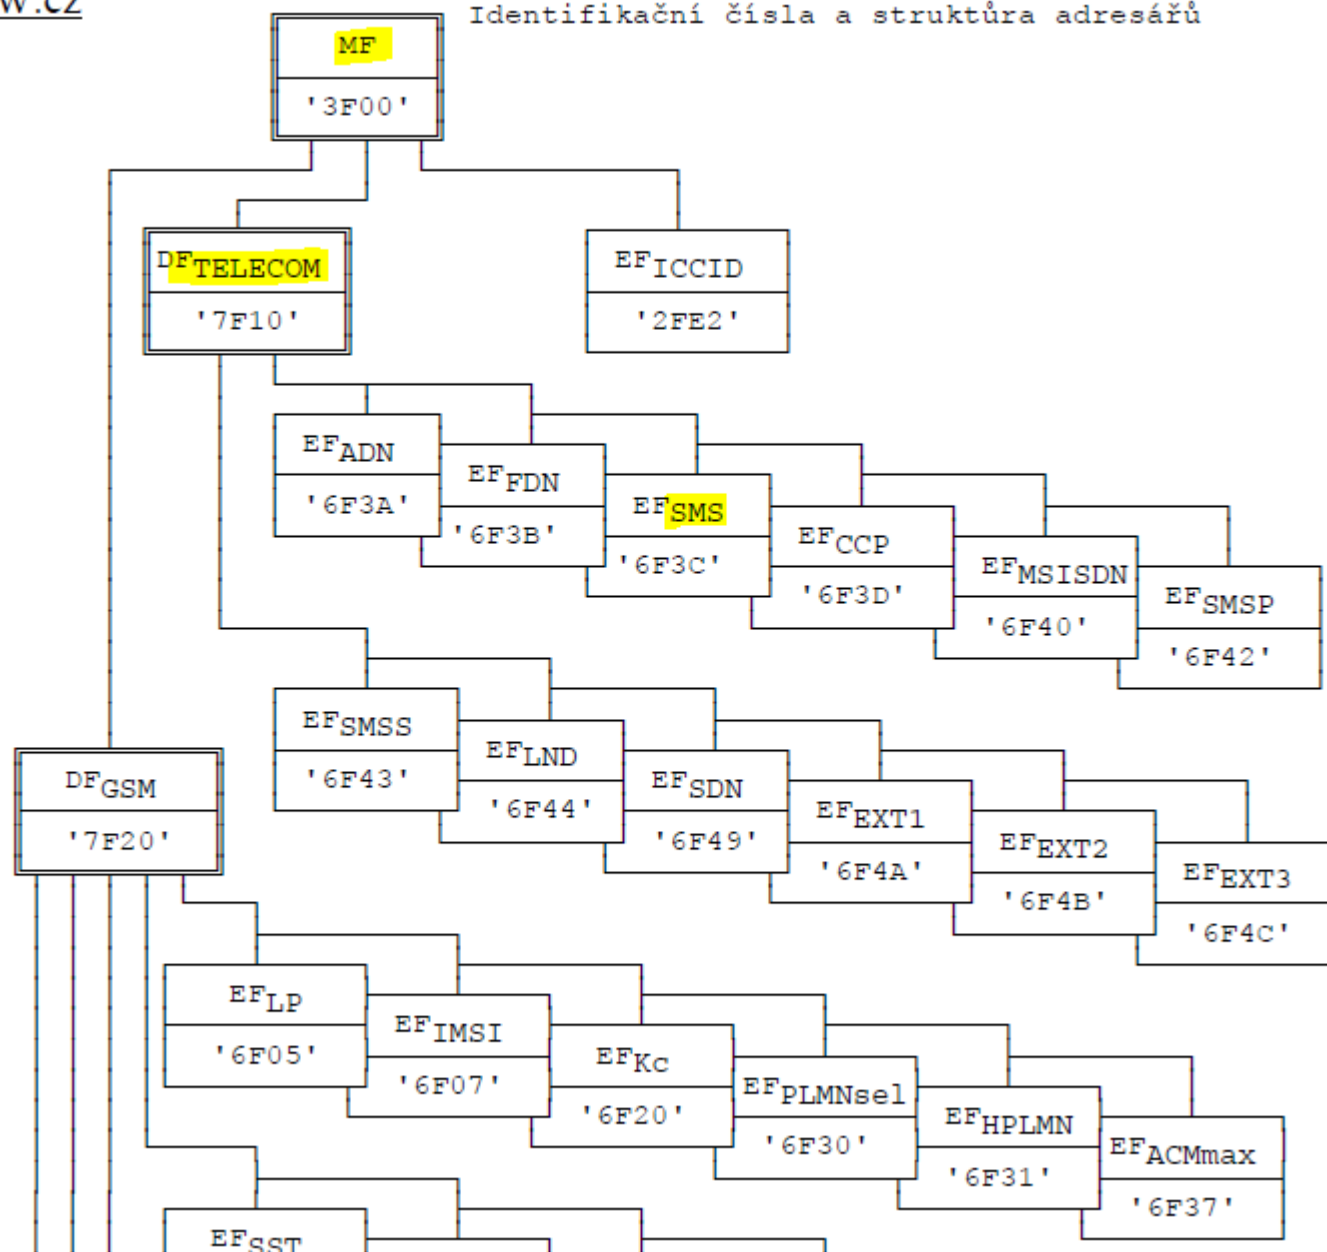 w.cz
Identifikační čísla a struktůra adresářů
MF
'3F00'
DFTELECOM
EFICCID
'7F10'
'2FE2'
EFADN
EFFDN
EFSMS
EFCCP
EFMSISDN
EFSMSP
'6F3A'
'6F3B'
'6F3C'
'6F3D'
'6F40'
'6F42'
EFSMSS
EFLND
EFSDN
EFEXT1
EFEXT2
EFEXT3
'6F43'
'6F44'
'6F49'
'6F4A'
'6F4B'
'6F4C'
DFGSM
'7F20'
EFLP
EFIMSI
EFKc
EFPLMNsel
EFHPLMN
EFACMmax
'6F05'
'6F07'
'6F20'
'6F30'
'6F31'
'6F37'
EFSST